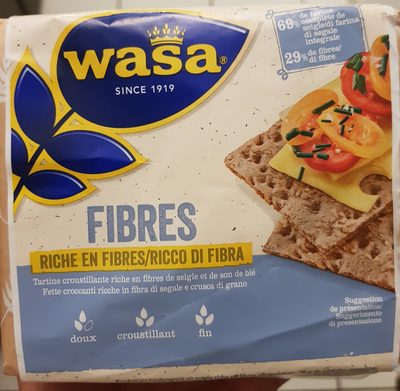 wasa®
SINCE 1919
69%
de farine
complète de
seigle/di farina
di segale
integrale
29% de fibres/
di fibre
FIBRES
RICHE EN FIBRES/RICCO DI FIBRA
Tartine croustillante riche en fibres de seigle et de son de blé
Fette croccanti ricche in fibra di segale e crusca di grano
doux croustillant fin
Suggestion
de présentation/
Suggerimento
di presentazione